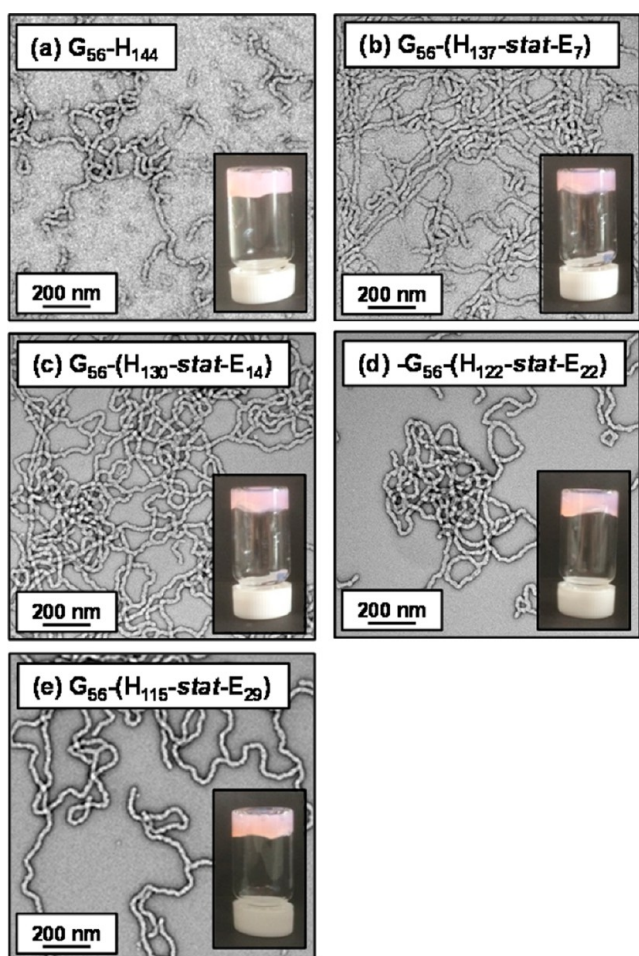 (a) G₅₆-H₁₄₄
200 nm
(b) G₅₆-(H₁₃₇-stat-E₇)
200 nm
(c) G₅₆-(H₁₃₀-stat-E₁₄)
200 nm
(d) -G₅₆-(H₁₂₂-stat-E₂₂)
200 nm
(e) G₅₆-(H₁₁₅-stat-E₂₉)
200 nm